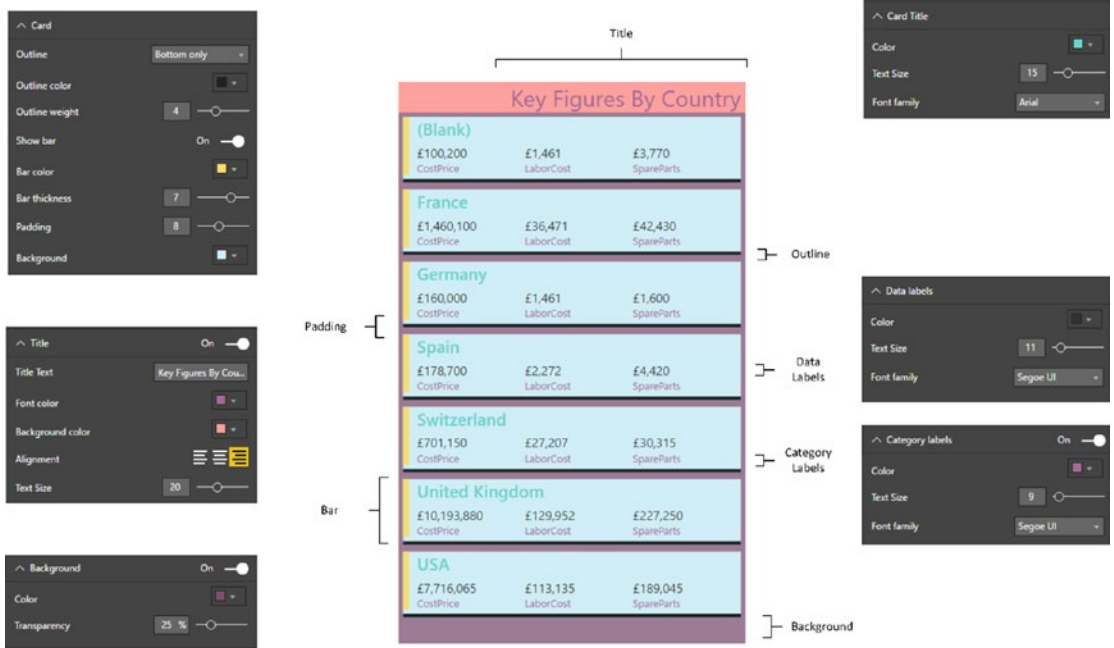 Card
Outline Bottom only
Outline color
Outline weight 4
Show bar On
Bar color
Bar thickness 7
Padding 8
Background
Title On
Title Text Key Figures By Cou...
Font color
Background color
Alignment
Text Size 20
Background On
Color
Transparency 25 %
Title
Key Figures By Country
(Blank)
£100,200 £1,461 £3,770
CostPrice LaborCost SpareParts
France
£1,460,100 £36,471 £42,430
CostPrice LaborCost SpareParts
Outline
Germany
£160,000 £1,461 £1,600
CostPrice LaborCost SpareParts
Padding
Spain
£178,700 £2,272 £4,420
CostPrice LaborCost SpareParts
Data
Labels
Switzerland
£701,150 £27,207 £30,315
CostPrice LaborCost SpareParts
Category
Labels
United Kingdom
£10,193,880 £129,952 £227,250
CostPrice LaborCost SpareParts
Bar
USA
£7,716,065 £113,135 £189,045
CostPrice LaborCost SpareParts
Background
Card Title
Color
Text Size 15
Font family Arial
Data labels
Color
Text Size 11
Font family Segoe UI
Category labels On
Color
Text Size 9
Font family Segoe UI